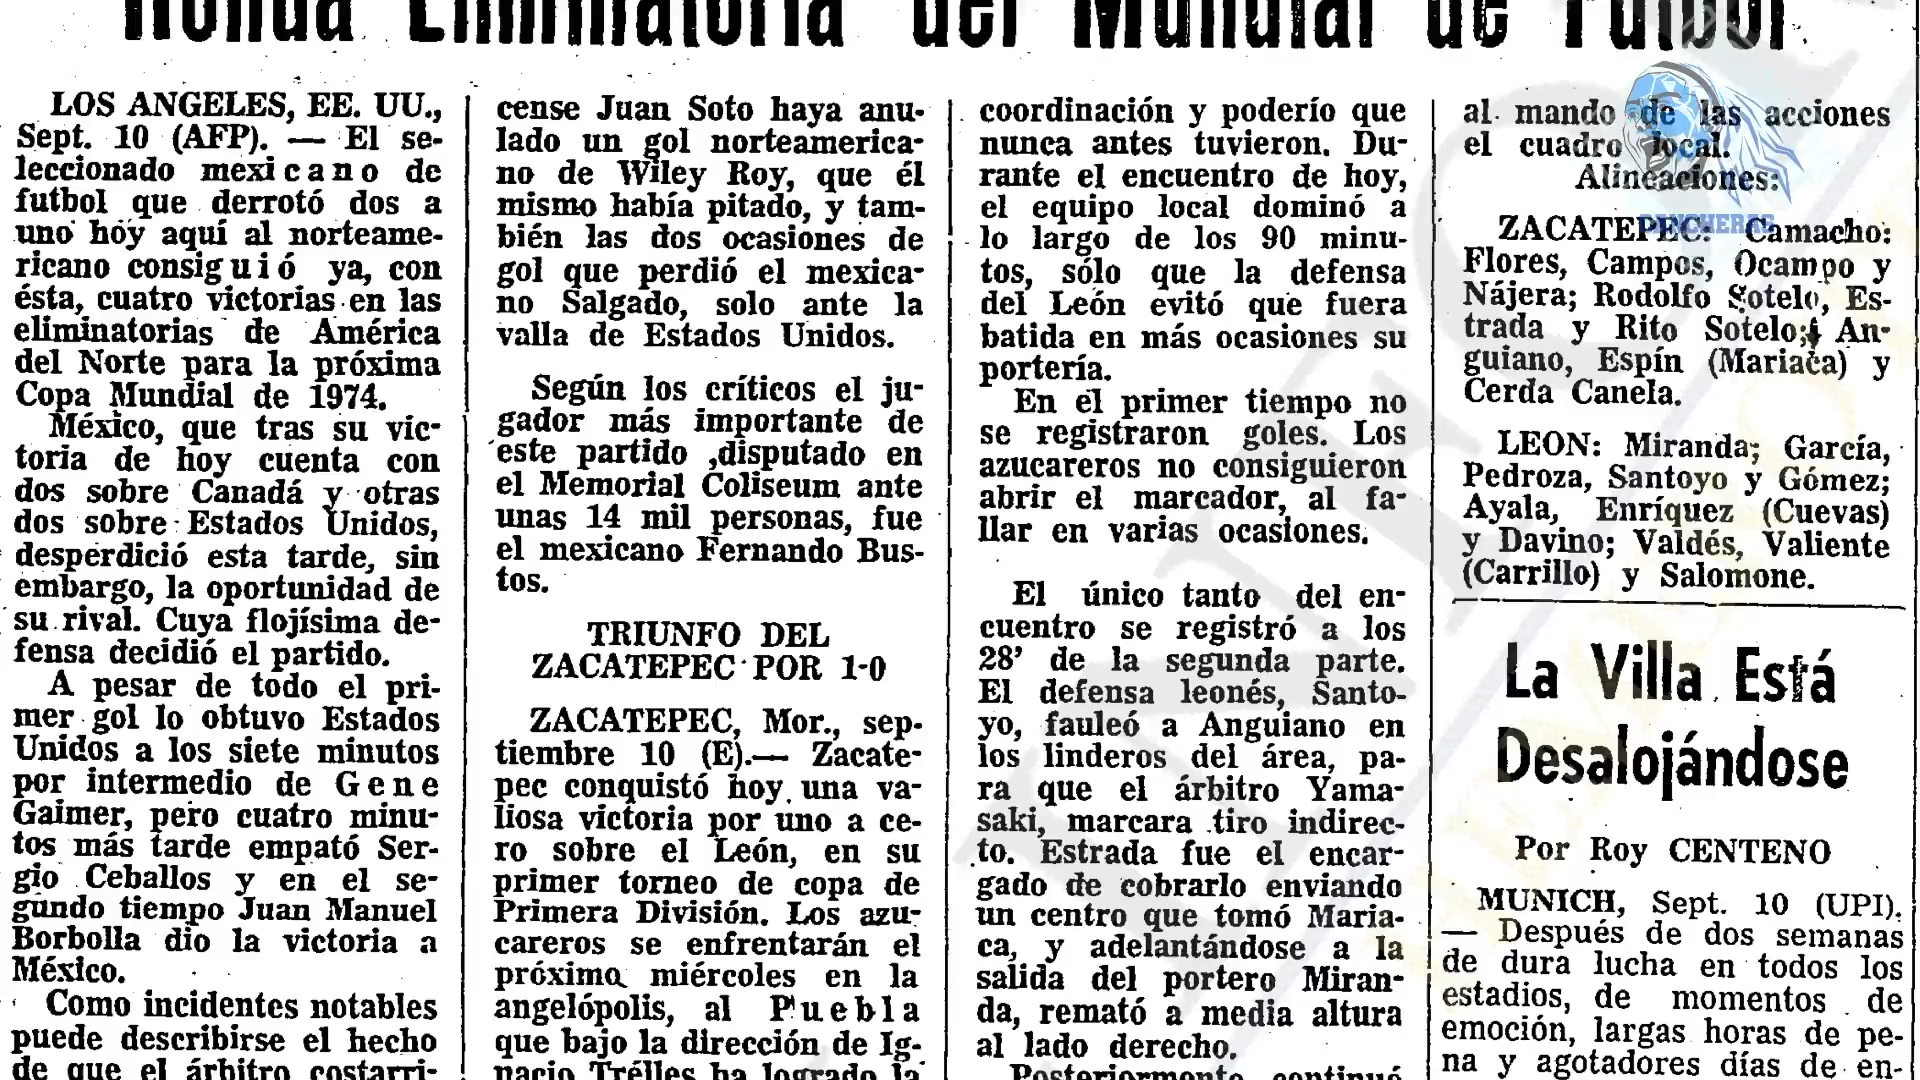 Ronda Eliminatoria del Mundial de Futbol
LOS ANGELES, EE. UU.,
Sept. 10 (AFP). — El se-
leccionado mexicano de
futbol que derrotó dos a
uno hoy aquí al norteame-
ricano consiguió ya, con
ésta, cuatro victorias en las
eliminatorias de América
del Norte para la próxima
Copa Mundial de 1974.
México, que tras su vic-
toria de hoy cuenta con
dos sobre Canadá y otras
dos sobre Estados Unidos,
desperdició esta tarde, sin
embargo, la oportunidad de
su rival. Cuya flojísima de-
fensa decidió el partido.
A pesar de todo el pri-
mer gol lo obtuvo Estados
Unidos a los siete minutos
por intermedio de Gene
Gaimer, pero cuatro minu-
tos más tarde empató Ser-
gio Ceballos y en el se-
gundo tiempo Juan Manuel
Borbolla dio la victoria a
México.
Como incidentes notables
puede describirse el hecho
de que el árbitro costarri-
cense Juan Soto haya anu-
lado un gol norteamerica-
no de Wiley Roy, que él
mismo había pitado, y tam-
bién las dos ocasiones de
gol que perdió el mexica-
no Salgado, solo ante la
valla de Estados Unidos.
Según los críticos el ju-
gador más importante de
este partido ,disputado en
el Memorial Coliseum ante
unas 14 mil personas, fue
el mexicano Fernando Bus-
tos.
TRIUNFO DEL
ZACATEPEC POR 1-0
ZACATEPEC, Mor., sep-
tiembre 10 (E).— Zacate-
pec conquistó hoy una va-
liosa victoria por uno a ce-
ro sobre el León, en su
primer torneo de copa de
Primera División. Los azu-
careros se enfrentarán el
próximo miércoles en la
angelópolis, al Puebla
que bajo la dirección de Ig-
nacio Trélles ha logrado la
coordinación y poderío que
nunca antes tuvieron. Du-
rante el encuentro de hoy,
el equipo local dominó a
lo largo de los 90 minu-
tos, sólo que la defensa
del León evitó que fuera
batida en más ocasiones su
portería.
En el primer tiempo no
se registraron goles. Los
azucareros no consiguieron
abrir el marcador, al fa-
llar en varias ocasiones.
El único tanto del en-
cuentro se registró a los
28' de la segunda parte.
El defensa leonés, Santo-
yo, fauleó a Anguiano en
los linderos del área, pa-
ra que el árbitro Yama-
saki, marcara tiro indirec-
to. Estrada fue el encar-
gado de cobrarlo enviando
un centro que tomó Maria-
ca, y adelantándose a la
salida del portero Miran-
da, remató a media altura
al lado derecho.
Posteriormente continuó
al mando de las acciones
el cuadro local.
Alineaciones:
CANCHEROS
ZACATEPEC: Camacho:
Flores, Campos, Ocampo y
Nájera; Rodolfo Sotelo, Es-
trada y Rito Sotelo; An-
guiano, Espín (Mariaca) y
Cerda Canela.
LEON: Miranda; García,
Pedroza, Santoyo y Gómez;
Ayala, Enríquez (Cuevas)
y Davino; Valdés, Valiente
(Carrillo) y Salomone.
La Villa Está
Desalojándose
Por Roy CENTENO
MUNICH, Sept. 10 (UPI).
— Después de dos semanas
de dura lucha en todos los
estadios, de momentos de
emoción, largas horas de pe-
na y agotadores días de en-